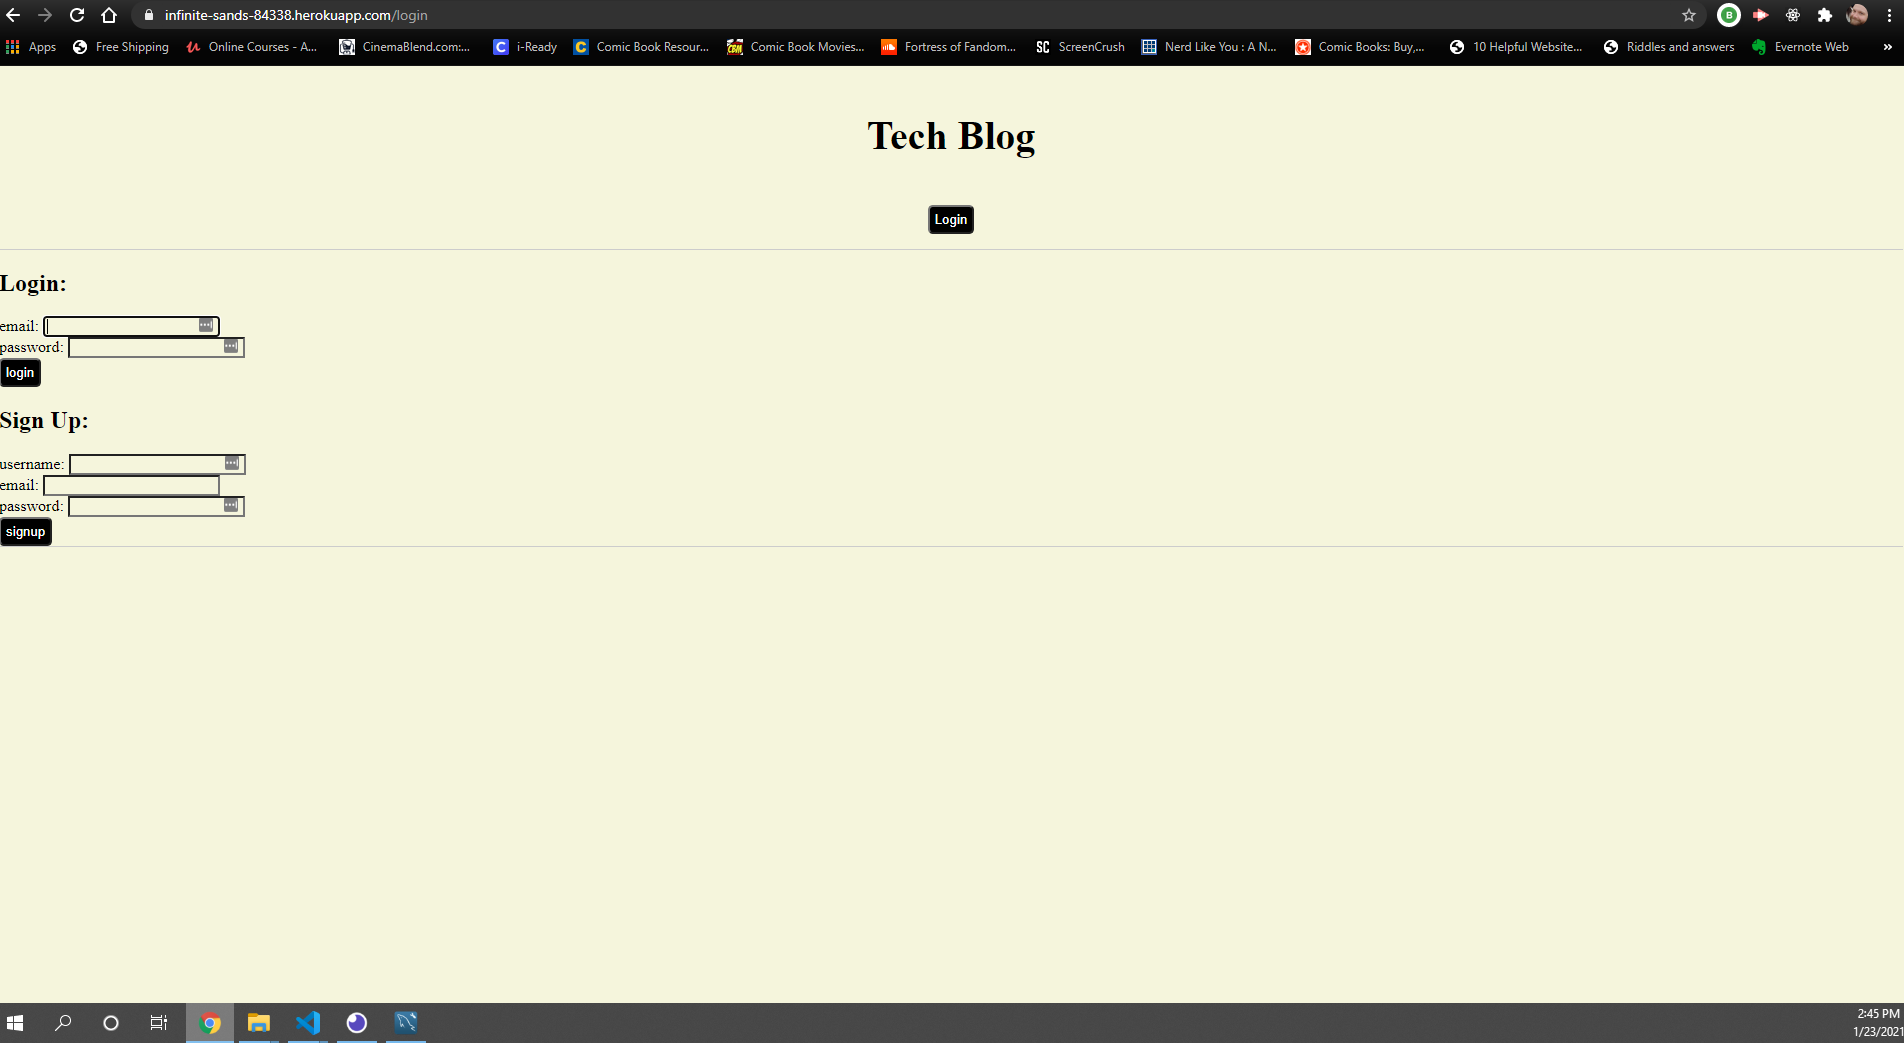 infinite-sands-84338.herokuapp.com/login
B
Apps Free Shipping Online Courses - A... CinemaBlend.com:... i-Ready Comic Book Resour... Comic Book Movies... Fortress of Fandom... SC ScreenCrush Nerd Like You : A N... Comic Books: Buy,... 10 Helpful Website... Riddles and answers Evernote Web »
Tech Blog
Login
Login:
email:
password:
login
Sign Up:
username:
email:
password:
signup
2:45 PM
1/23/2021